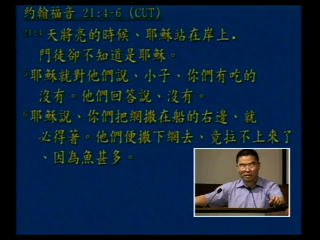 約翰福音 21:4-6 (CUT)
21:4 天將亮的時候、耶穌站在岸上．
門徒卻不知道是耶穌。
5 耶穌就對他們說、小子、你們有吃的
沒有。他們回答說、沒有。
6 耶穌說、你們把網撒在船的右邊、就
必得著。他們便撒下網去、竟拉不上來了
、因為魚甚多。